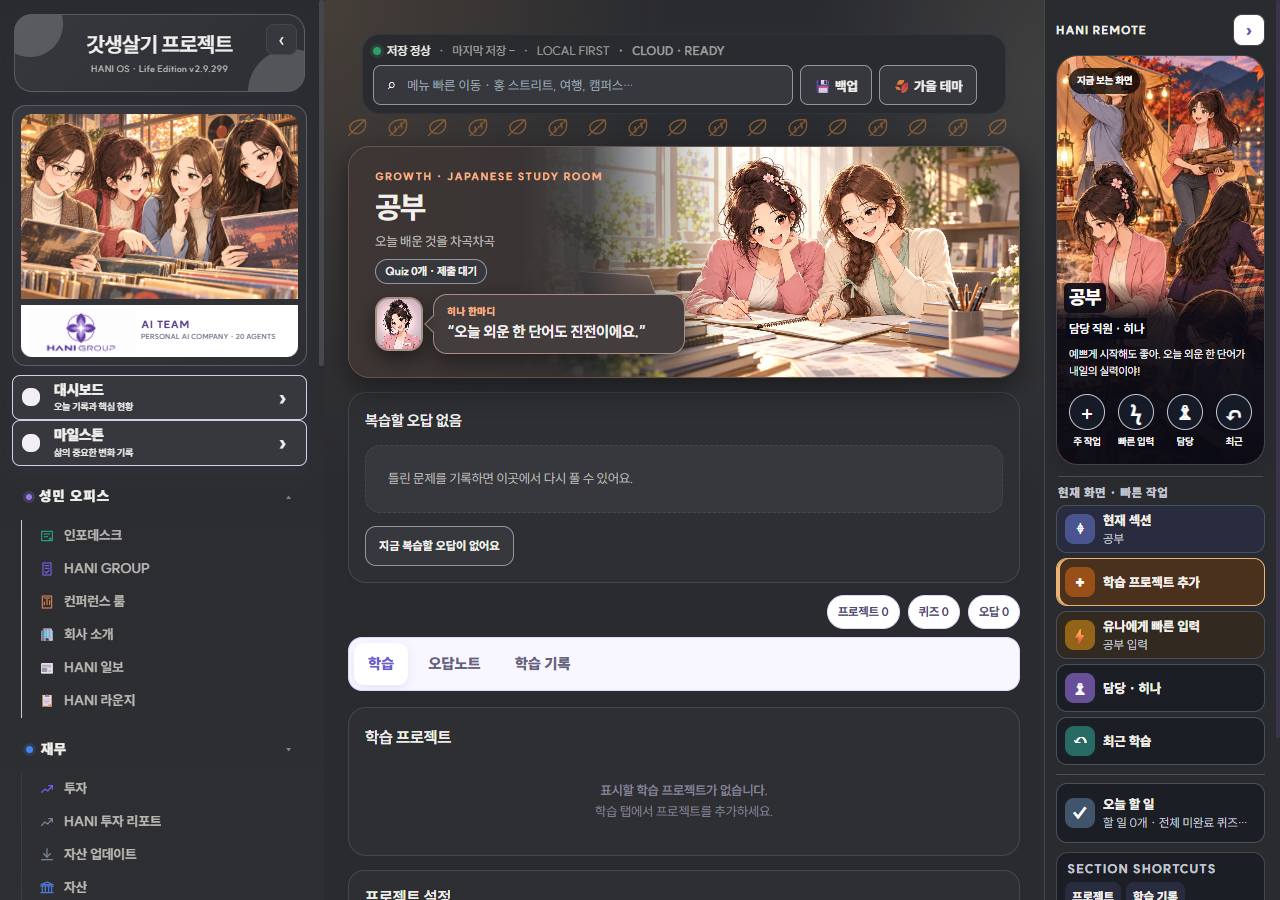 갓생살기 프로젝트
HANI OS · Life Edition v2.9.299
HANI GROUP
AI TEAM
PERSONAL AI COMPANY · 20 AGENTS
대시보드
오늘 기록과 핵심 현황
마일스톤
삶의 중요한 변화 기록
성민 오피스
인포데스크
HANI GROUP
컨퍼런스 룸
회사 소개
HANI 일보
HANI 라운지
재무
투자
HANI 투자 리포트
자산 업데이트
자산
저장 정상 · 마지막 저장 – · LOCAL FIRST · CLOUD · READY
메뉴 빠른 이동 · 홍 스트리트, 여행, 캠퍼스…
백업
가을 테마
GROWTH · JAPANESE STUDY ROOM
공부
오늘 배운 것을 차곡차곡
Quiz 0개 · 제출 대기
히나 한마디
“오늘 외운 한 단어도 진전이에요.”
복습할 오답 없음
틀린 문제를 기록하면 이곳에서 다시 풀 수 있어요.
지금 복습할 오답이 없어요
프로젝트 0
퀴즈 0
오답 0
학습
오답노트
학습 기록
학습 프로젝트
표시할 학습 프로젝트가 없습니다.
학습 탭에서 프로젝트를 추가하세요.
프로젝트 설정
HANI REMOTE
지금 보는 화면
공부
담당 직원 · 히나
예쁘게 시작해도 좋아. 오늘 외운 한 단어가
내일의 실력이야!
주 작업
빠른 입력
담당
최근
현재 화면 · 빠른 작업
현재 섹션
공부
학습 프로젝트 추가
유나에게 빠른 입력
공부 입력
담당 · 히나
최근 학습
오늘 할 일
할 일 0개 · 전체 미완료 퀴즈…
SECTION SHORTCUTS
프로젝트
학습 기록